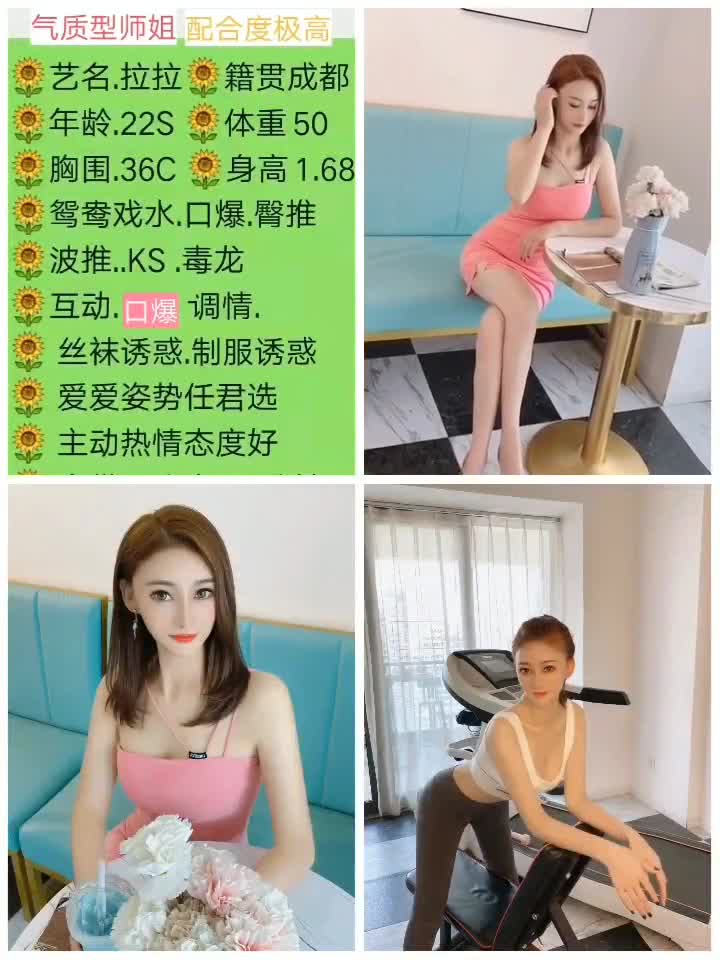 气质型师姐 配合度极高
艺名.拉拉 籍贯成都
年龄.22S 体重50
胸围.36C 身高1.68
鸳鸯戏水.口爆.臀推
波推..KS .毒龙
互动.口爆 调情.
丝袜诱惑.制服诱惑
爱爱姿势任君选
主动热情态度好